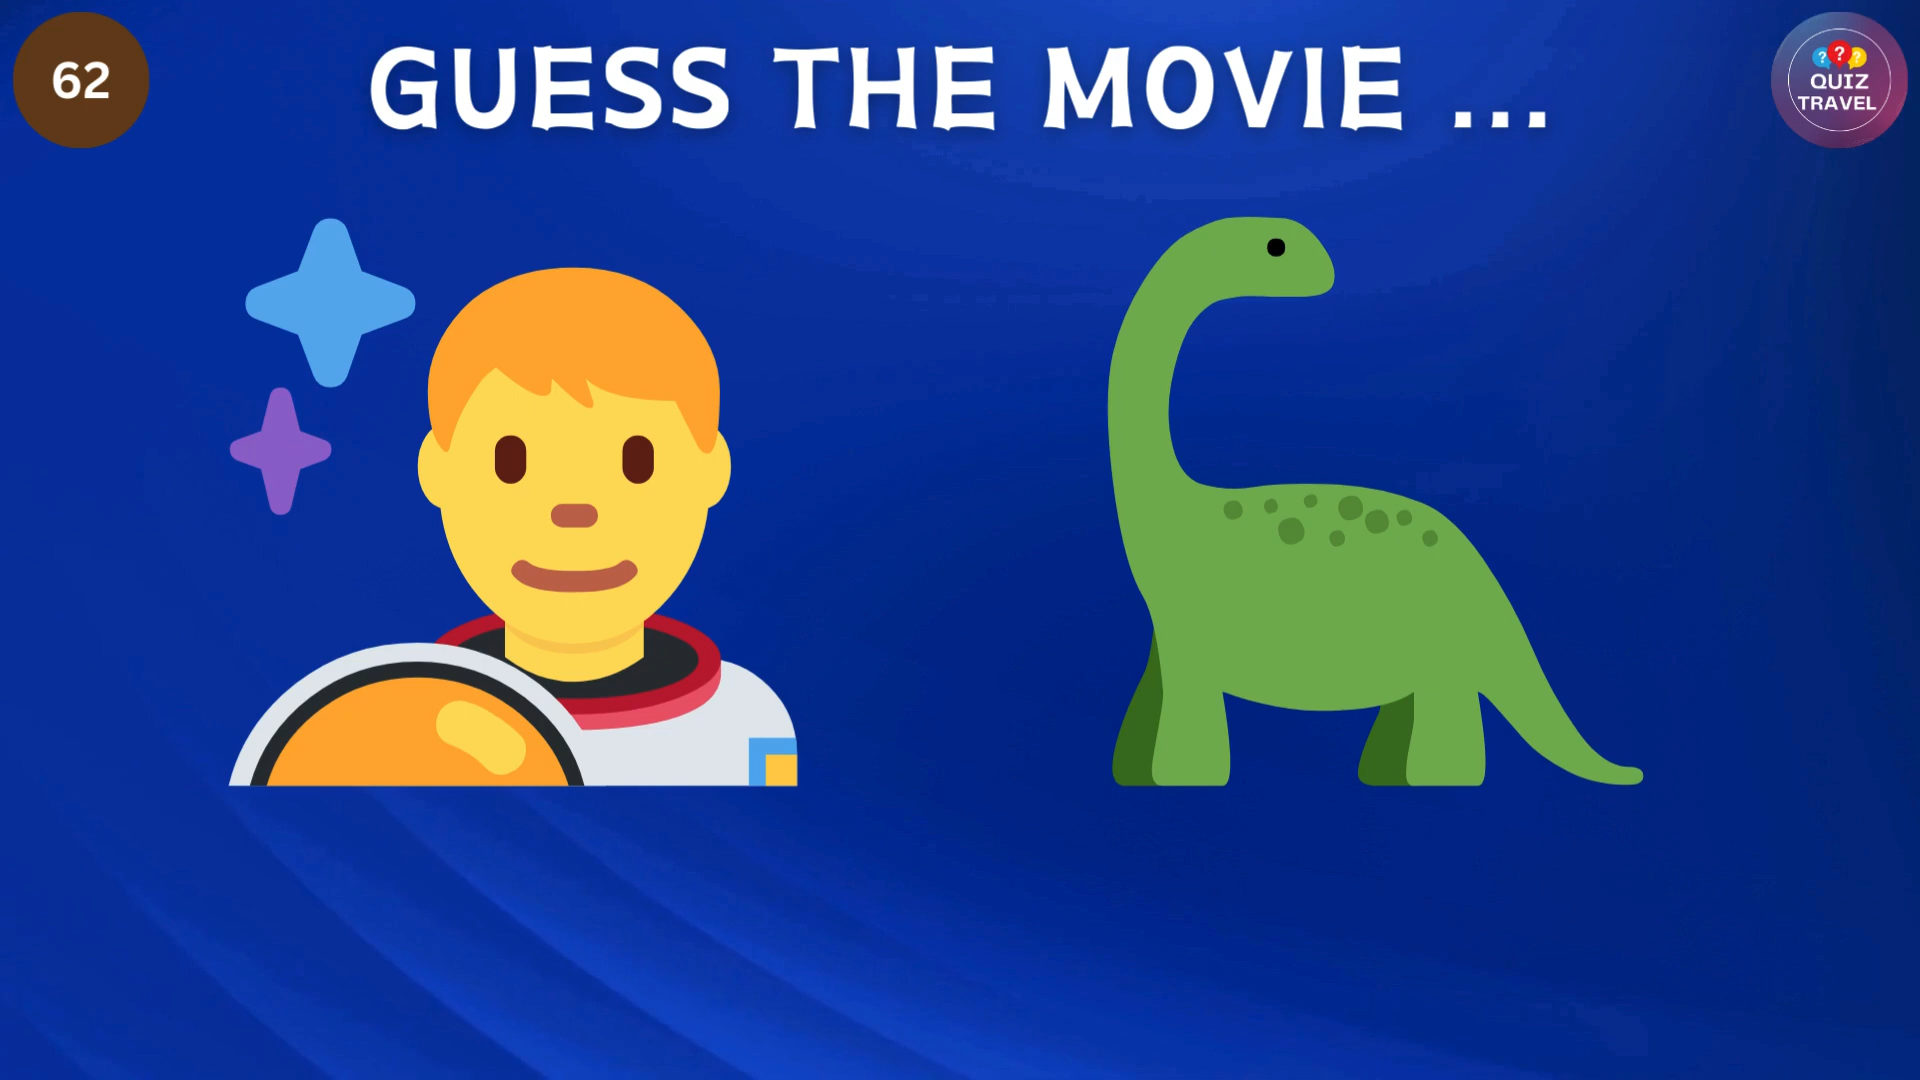 62
GUESS THE MOVIE ...
? ? ?
QUIZ
TRAVEL